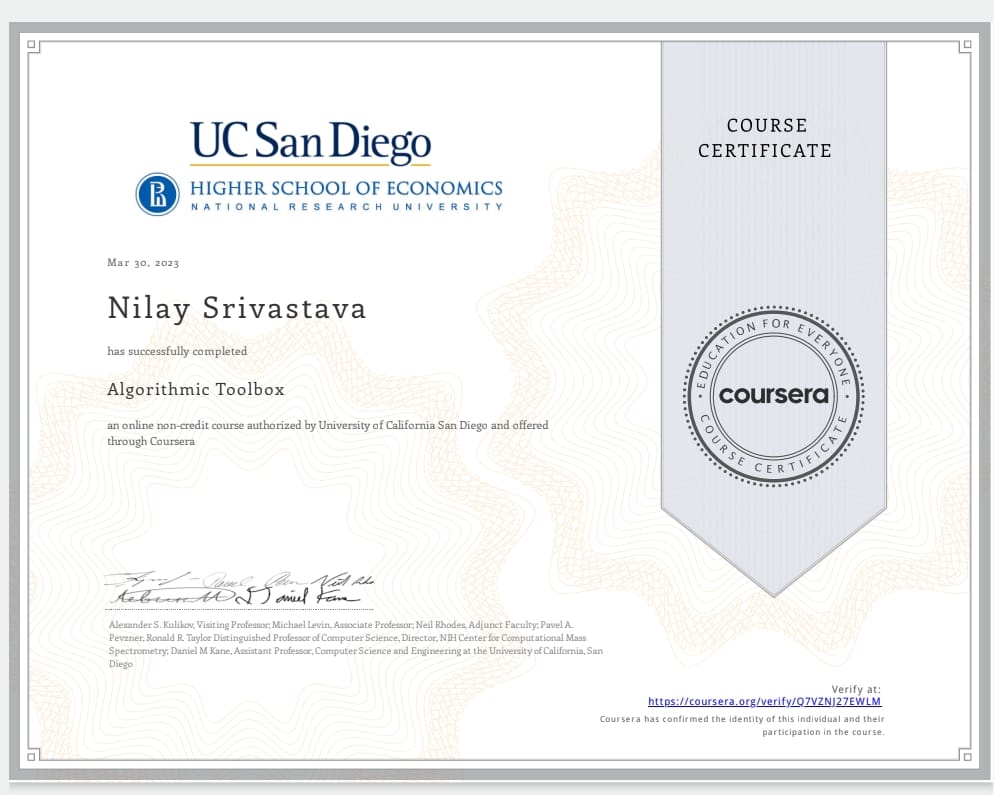 UC San Diego
HIGHER SCHOOL OF ECONOMICS
NATIONAL RESEARCH UNIVERSITY
COURSE
CERTIFICATE
Mar 30, 2023
Nilay Srivastava
has successfully completed
Algorithmic Toolbox
an online non-credit course authorized by University of California San Diego and offered
through Coursera
EDUCATION FOR EVERYONE
coursera
COURSE CERTIFICATE
Alexander S. Kulikov, Visiting Professor; Michael Levin, Associate Professor; Neil Rhodes, Adjunct Faculty; Pavel A.
Pevzner, Ronald R. Taylor Distinguished Professor of Computer Science, Director, NIH Center for Computational Mass
Spectrometry; Daniel M Kane, Assistant Professor, Computer Science and Engineering at the University of California, San
Diego
Verify at:
https://coursera.org/verify/Q7VZNJ27EWLM
Coursera has confirmed the identity of this individual and their
participation in the course.